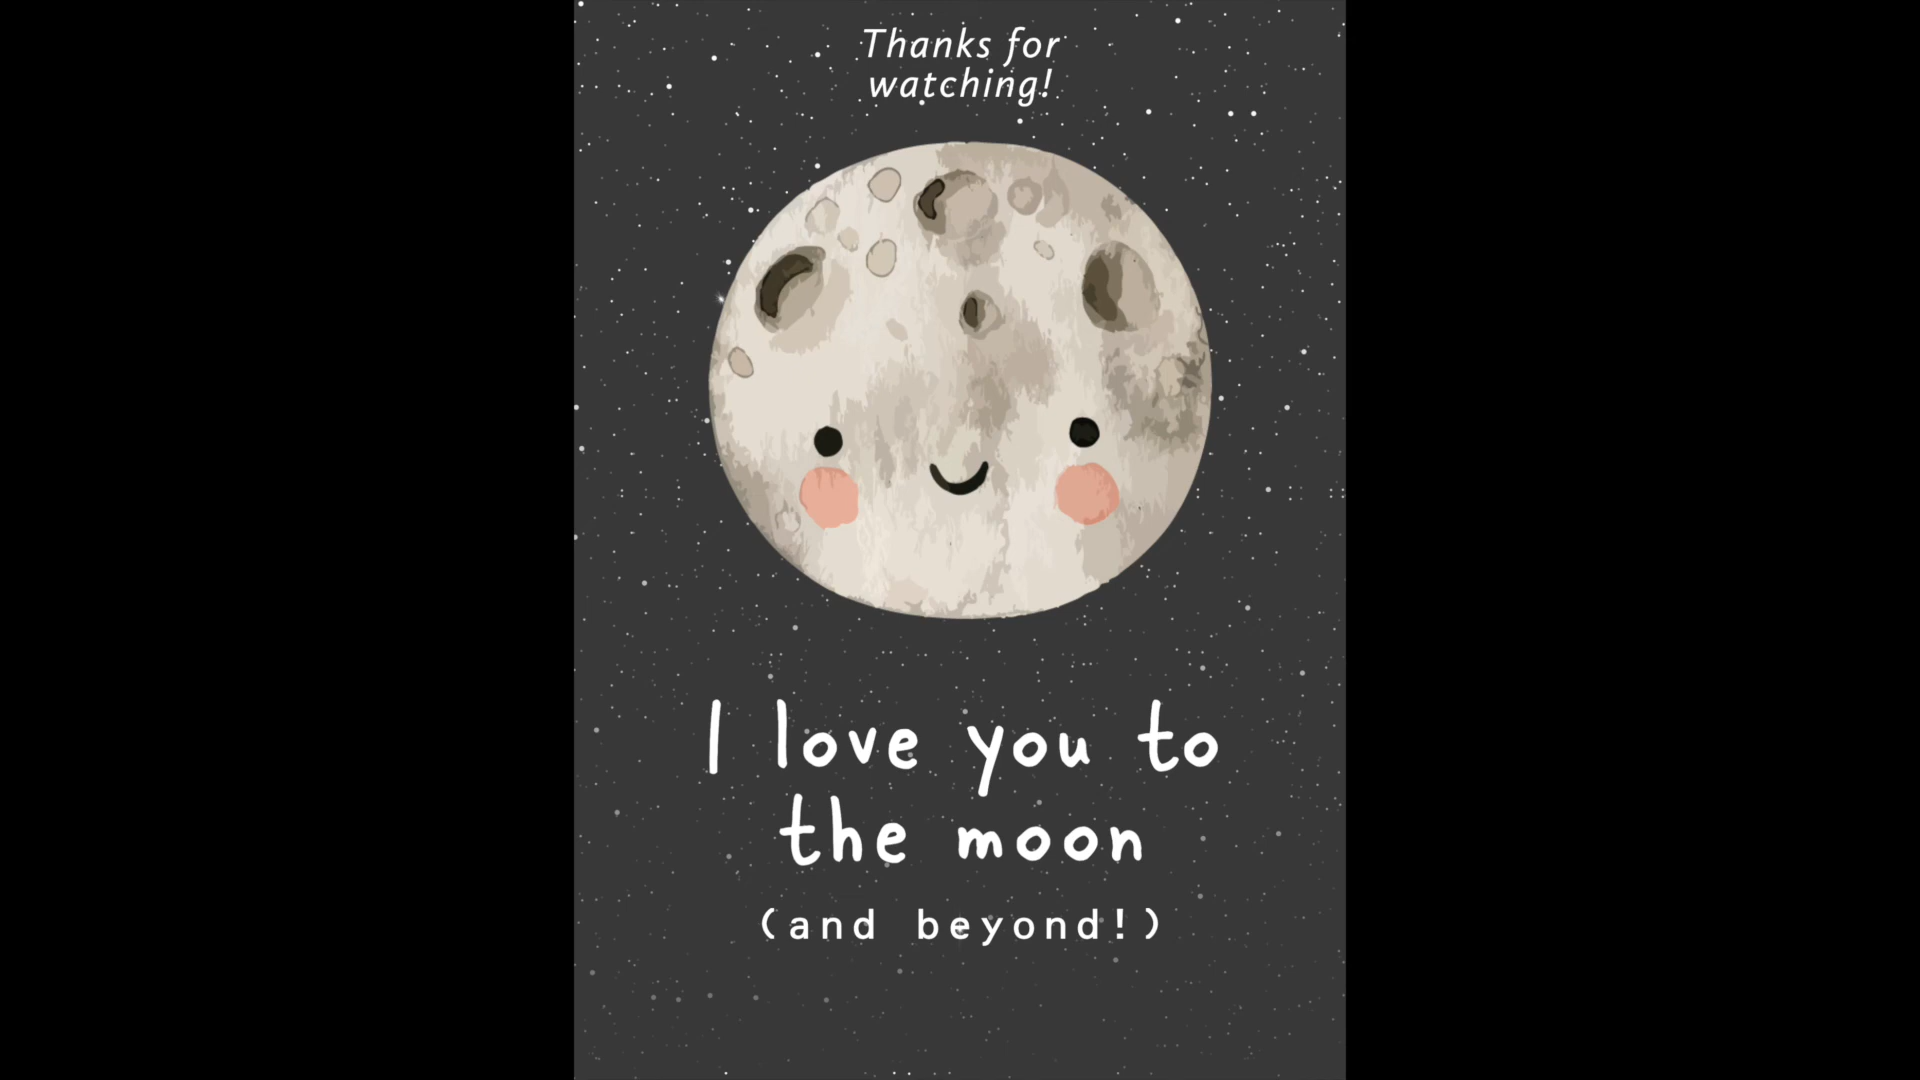 Thanks for
watching!
I love you to
the moon
(and beyond!)